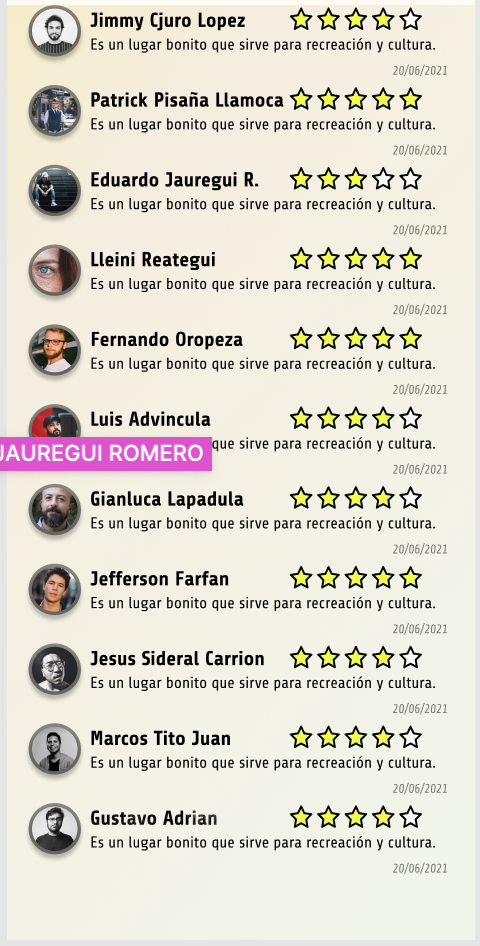 Jimmy Cjuro Lopez
Es un lugar bonito que sirve para recreación y cultura.
20/06/2021
Patrick Pisaña Llamoca
Es un lugar bonito que sirve para recreación y cultura.
20/06/2021
Eduardo Jauregui R.
Es un lugar bonito que sirve para recreación y cultura.
20/06/2021
Lleini Reategui
Es un lugar bonito que sirve para recreación y cultura.
20/06/2021
Fernando Oropeza
Es un lugar bonito que sirve para recreación y cultura.
20/06/2021
Luis Advincula
JAUREGUI ROMERO
que sirve para recreación y cultura.
20/06/2021
Gianluca Lapadula
Es un lugar bonito que sirve para recreación y cultura.
20/06/2021
Jefferson Farfan
Es un lugar bonito que sirve para recreación y cultura.
20/06/2021
Jesus Sideral Carrion
Es un lugar bonito que sirve para recreación y cultura.
20/06/2021
Marcos Tito Juan
Es un lugar bonito que sirve para recreación y cultura.
20/06/2021
Gustavo Adrian
Es un lugar bonito que sirve para recreación y cultura.
20/06/2021